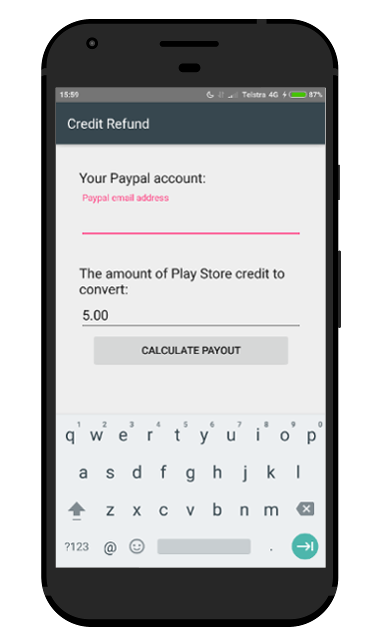 15:59 Telstra 4G 87%
Credit Refund
Your Paypal account:
Paypal email address
The amount of Play Store credit to
convert:
5.00
CALCULATE PAYOUT
1 2 3 4 5 6 7 8 9 0
q w e r t y u i o p
a s d f g h j k l
z x c v b n m
?123 @ .